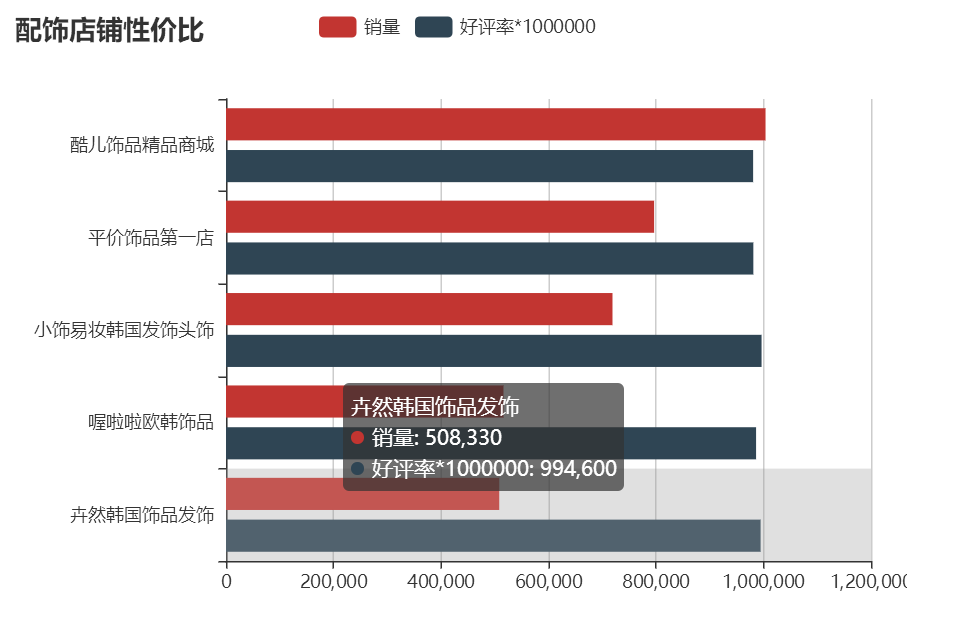 配饰店铺性价比
销量 好评率*1000000
酷儿饰品精品商城
平价饰品第一店
小饰易妆韩国发饰头饰
喔啦啦欧韩饰品
卉然韩国饰品发饰
销量: 508,330
好评率*1000000: 994,600
卉然韩国饰品发饰
0 200,000 400,000 600,000 800,000 1,000,000 1,200,000